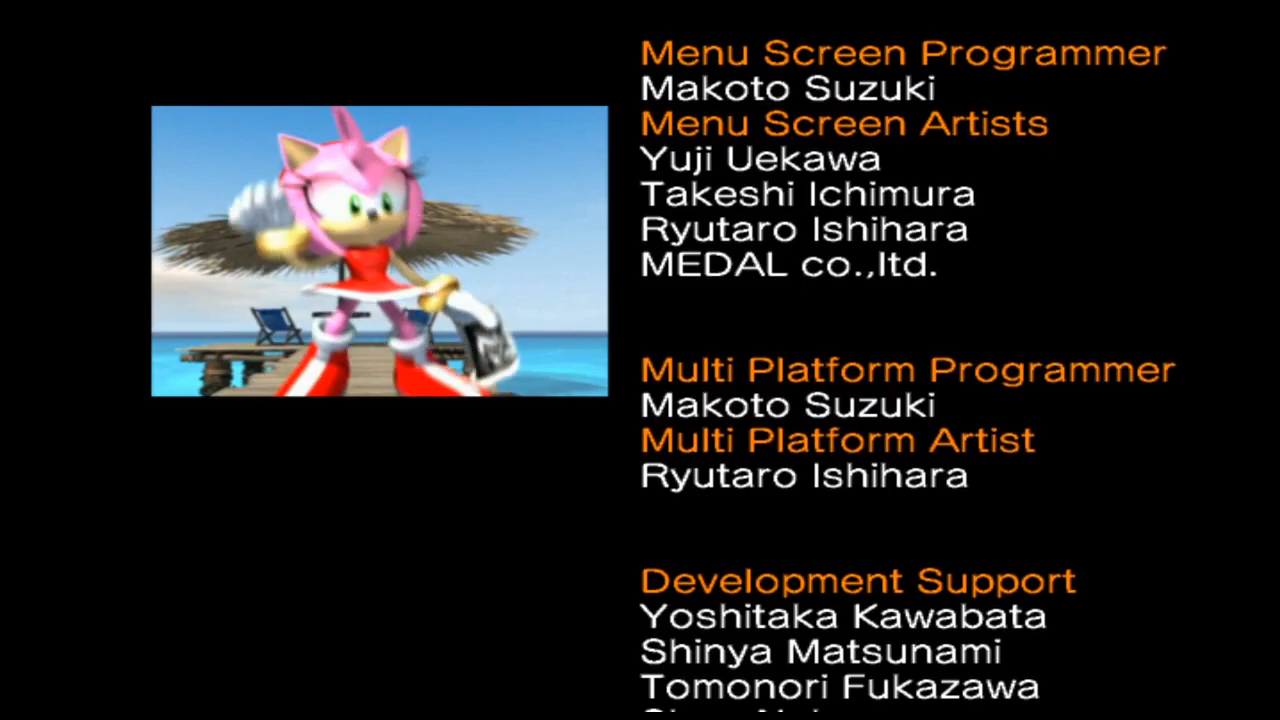 Menu Screen Programmer
Makoto Suzuki
Menu Screen Artists
Yuji Uekawa
Takeshi Ichimura
Ryutaro Ishihara
MEDAL co.,ltd.
Multi Platform Programmer
Makoto Suzuki
Multi Platform Artist
Ryutaro Ishihara
Development Support
Yoshitaka Kawabata
Shinya Matsunami
Tomonori Fukazawa